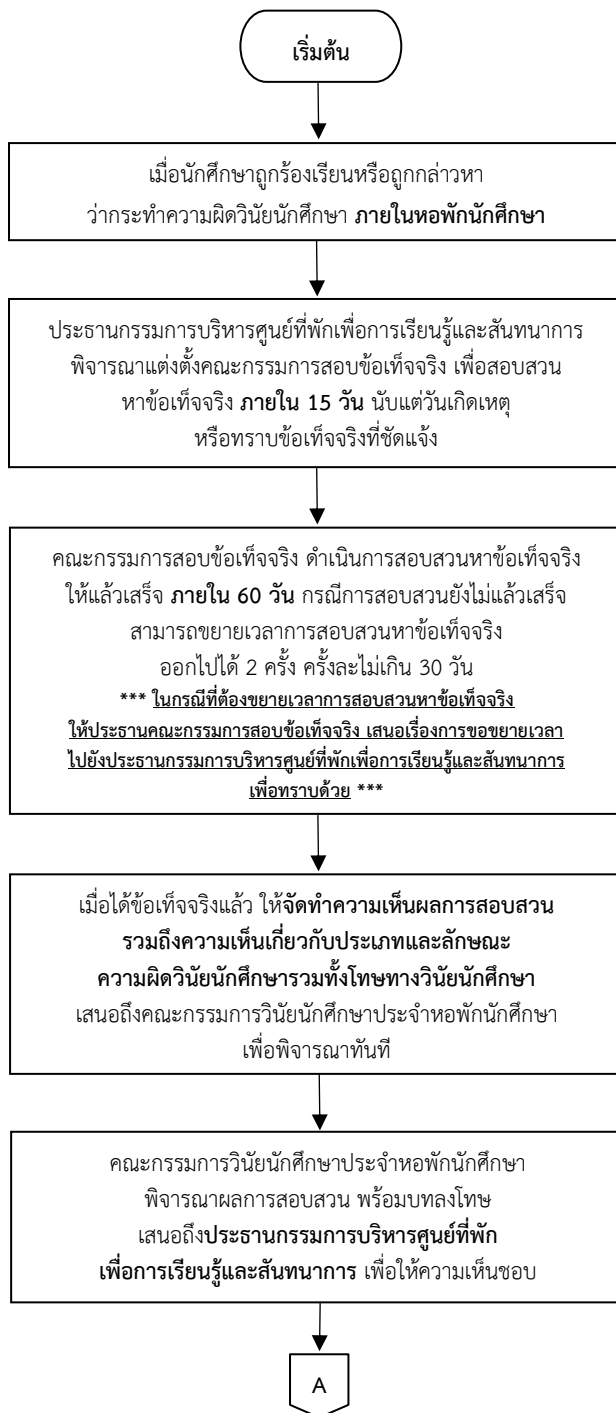 เริ่มต้น
เมื่อนักศึกษาถูกร้องเรียนหรือถูกกล่าวหา
ว่ากระทำความผิดวินัยนักศึกษา ภายในหอพักนักศึกษา
ประธานกรรมการบริหารศูนย์ที่พักเพื่อการเรียนรู้และสันทนาการ
พิจารณาแต่งตั้งคณะกรรมการสอบข้อเท็จจริง เพื่อสอบสวน
หาข้อเท็จจริง ภายใน 15 วัน นับแต่วันเกิดเหตุ
หรือทราบข้อเท็จจริงที่ชัดแจ้ง
คณะกรรมการสอบข้อเท็จจริง ดำเนินการสอบสวนหาข้อเท็จจริง
ให้แล้วเสร็จ ภายใน 60 วัน กรณีการสอบสวนยังไม่แล้วเสร็จ
สามารถขยายเวลาการสอบสวนหาข้อเท็จจริง
ออกไปได้ 2 ครั้ง ครั้งละไม่เกิน 30 วัน
*** ในกรณีที่ต้องขยายเวลาการสอบสวนหาข้อเท็จจริง
ให้ประธานคณะกรรมการสอบข้อเท็จจริง เสนอเรื่องการขอขยายเวลา
ไปยังประธานกรรมการบริหารศูนย์ที่พักเพื่อการเรียนรู้และสันทนาการ
เพื่อทราบด้วย ***
เมื่อได้ข้อเท็จจริงแล้ว ให้จัดทำความเห็นผลการสอบสวน
รวมถึงความเห็นเกี่ยวกับประเภทและลักษณะ
ความผิดวินัยนักศึกษารวมทั้งโทษทางวินัยนักศึกษา
เสนอถึงคณะกรรมการวินัยนักศึกษาประจำหอพักนักศึกษา
เพื่อพิจารณาทันที
คณะกรรมการวินัยนักศึกษาประจำหอพักนักศึกษา
พิจารณาผลการสอบสวน พร้อมบทลงโทษ
เสนอถึงประธานกรรมการบริหารศูนย์ที่พัก
เพื่อการเรียนรู้และสันทนาการ เพื่อให้ความเห็นชอบ
A